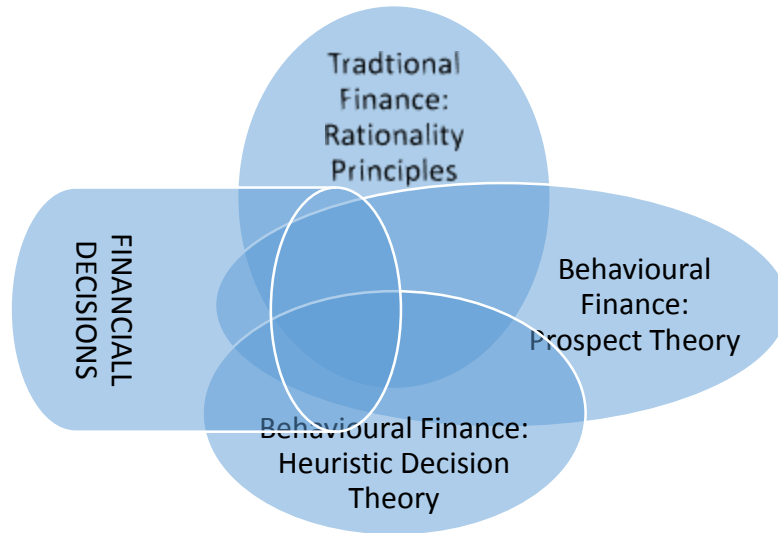 Tradtional
Finance:
Rationality
Principles
FINANCIALL
DECISIONS
Behavioural
Finance:
Prospect Theory
Behavioural Finance:
Heuristic Decision
Theory